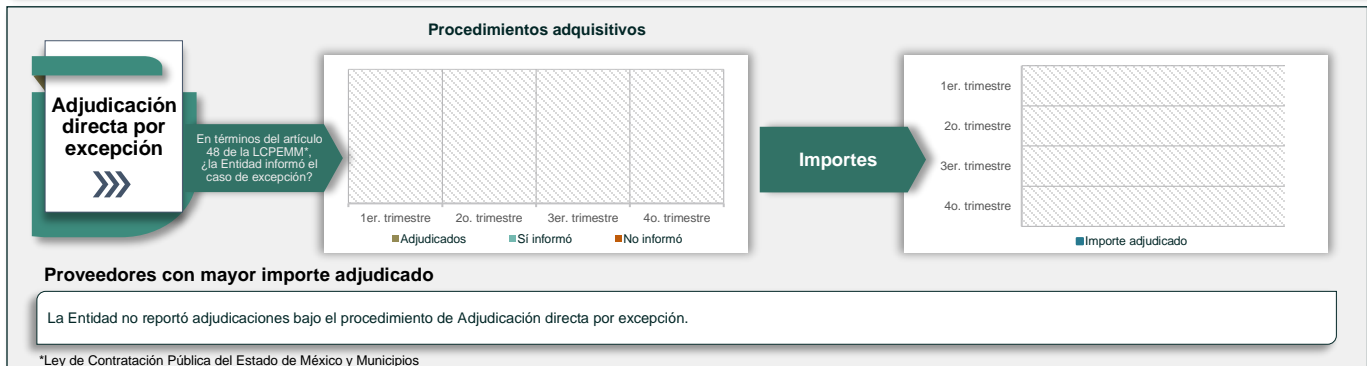 Procedimientos adquisitivos
Adjudicación
directa por
excepción
En términos del artículo
48 de la LCPEMM*,
¿la Entidad informó el
caso de excepción?
1er. trimestre 2o. trimestre 3er. trimestre 4o. trimestre
Adjudicados Sí informó No informó
Importes
1er. trimestre
2o. trimestre
3er. trimestre
4o. trimestre
Importe adjudicado
Proveedores con mayor importe adjudicado
La Entidad no reportó adjudicaciones bajo el procedimiento de Adjudicación directa por excepción.
*Ley de Contratación Pública del Estado de México y Municipios